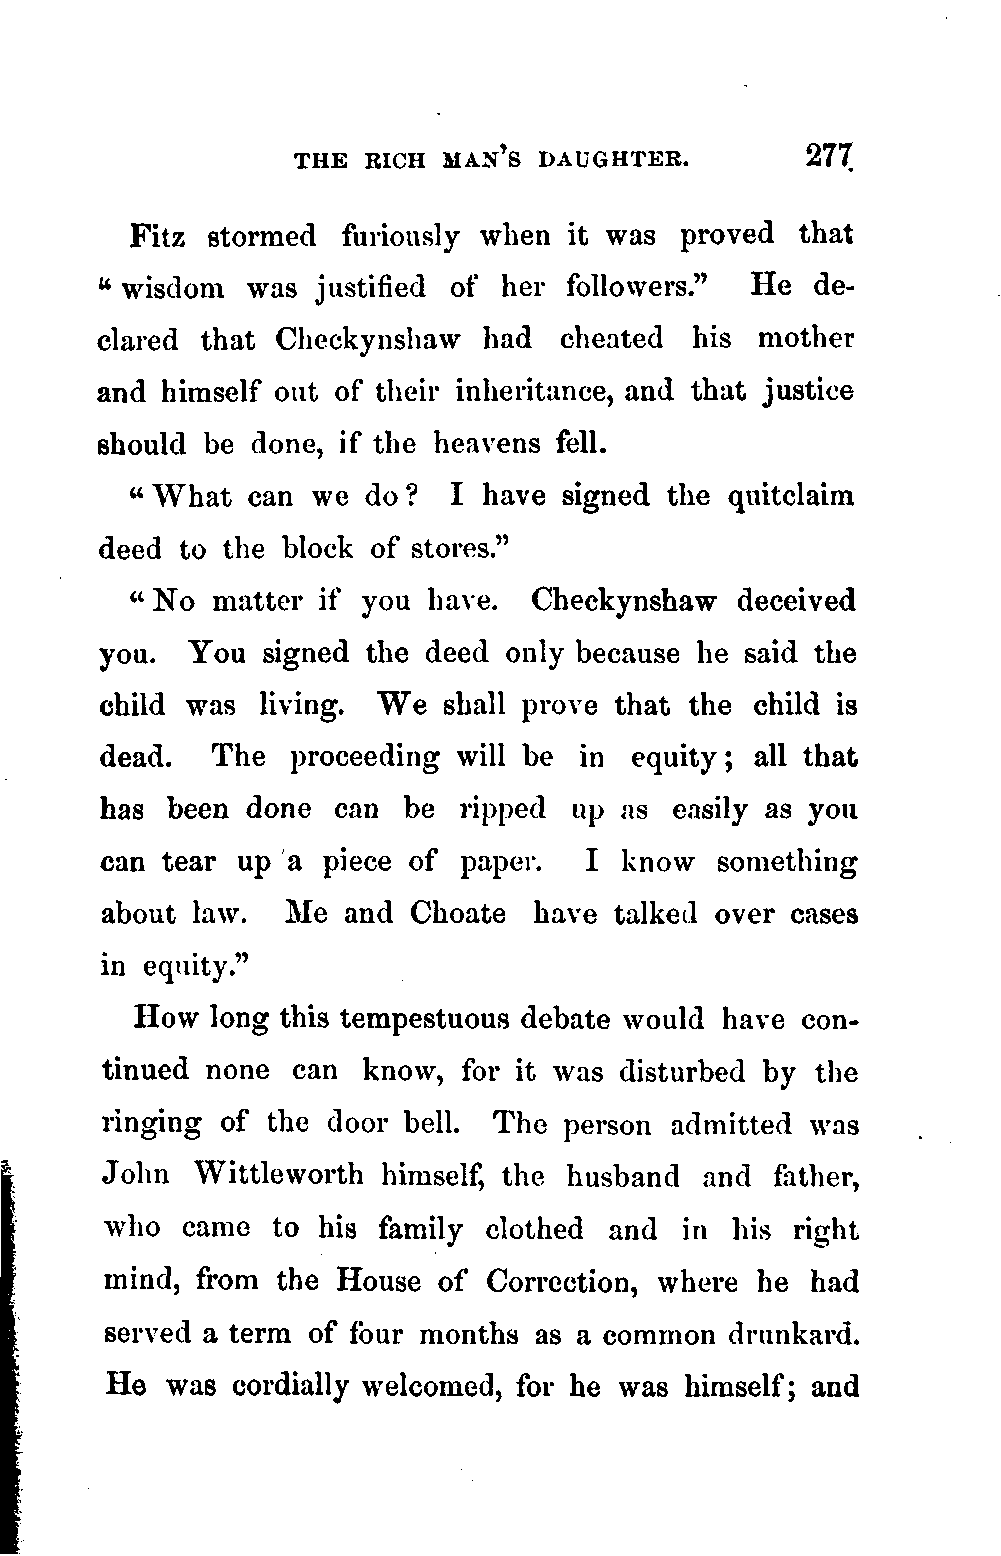 THE RICH MAN'S DAUGHTER. 277
Fitz stormed furiously when it was proved that
“wisdom was justified of her followers.” He de-
clared that Checkynshaw had cheated his mother
and himself out of their inheritance, and that justice
should be done, if the heavens fell.
“What can we do? I have signed the quitclaim
deed to the block of stores.”
“No matter if you have. Checkynshaw deceived
you. You signed the deed only because he said the
child was living. We shall prove that the child is
dead. The proceeding will be in equity; all that
has been done can be ripped up as easily as you
can tear up a piece of paper. I know something
about law. Me and Choate have talked over cases
in equity.”
How long this tempestuous debate would have con-
tinued none can know, for it was disturbed by the
ringing of the door bell. The person admitted was
John Wittleworth himself, the husband and father,
who came to his family clothed and in his right
mind, from the House of Correction, where he had
served a term of four months as a common drunkard.
He was cordially welcomed, for he was himself; and